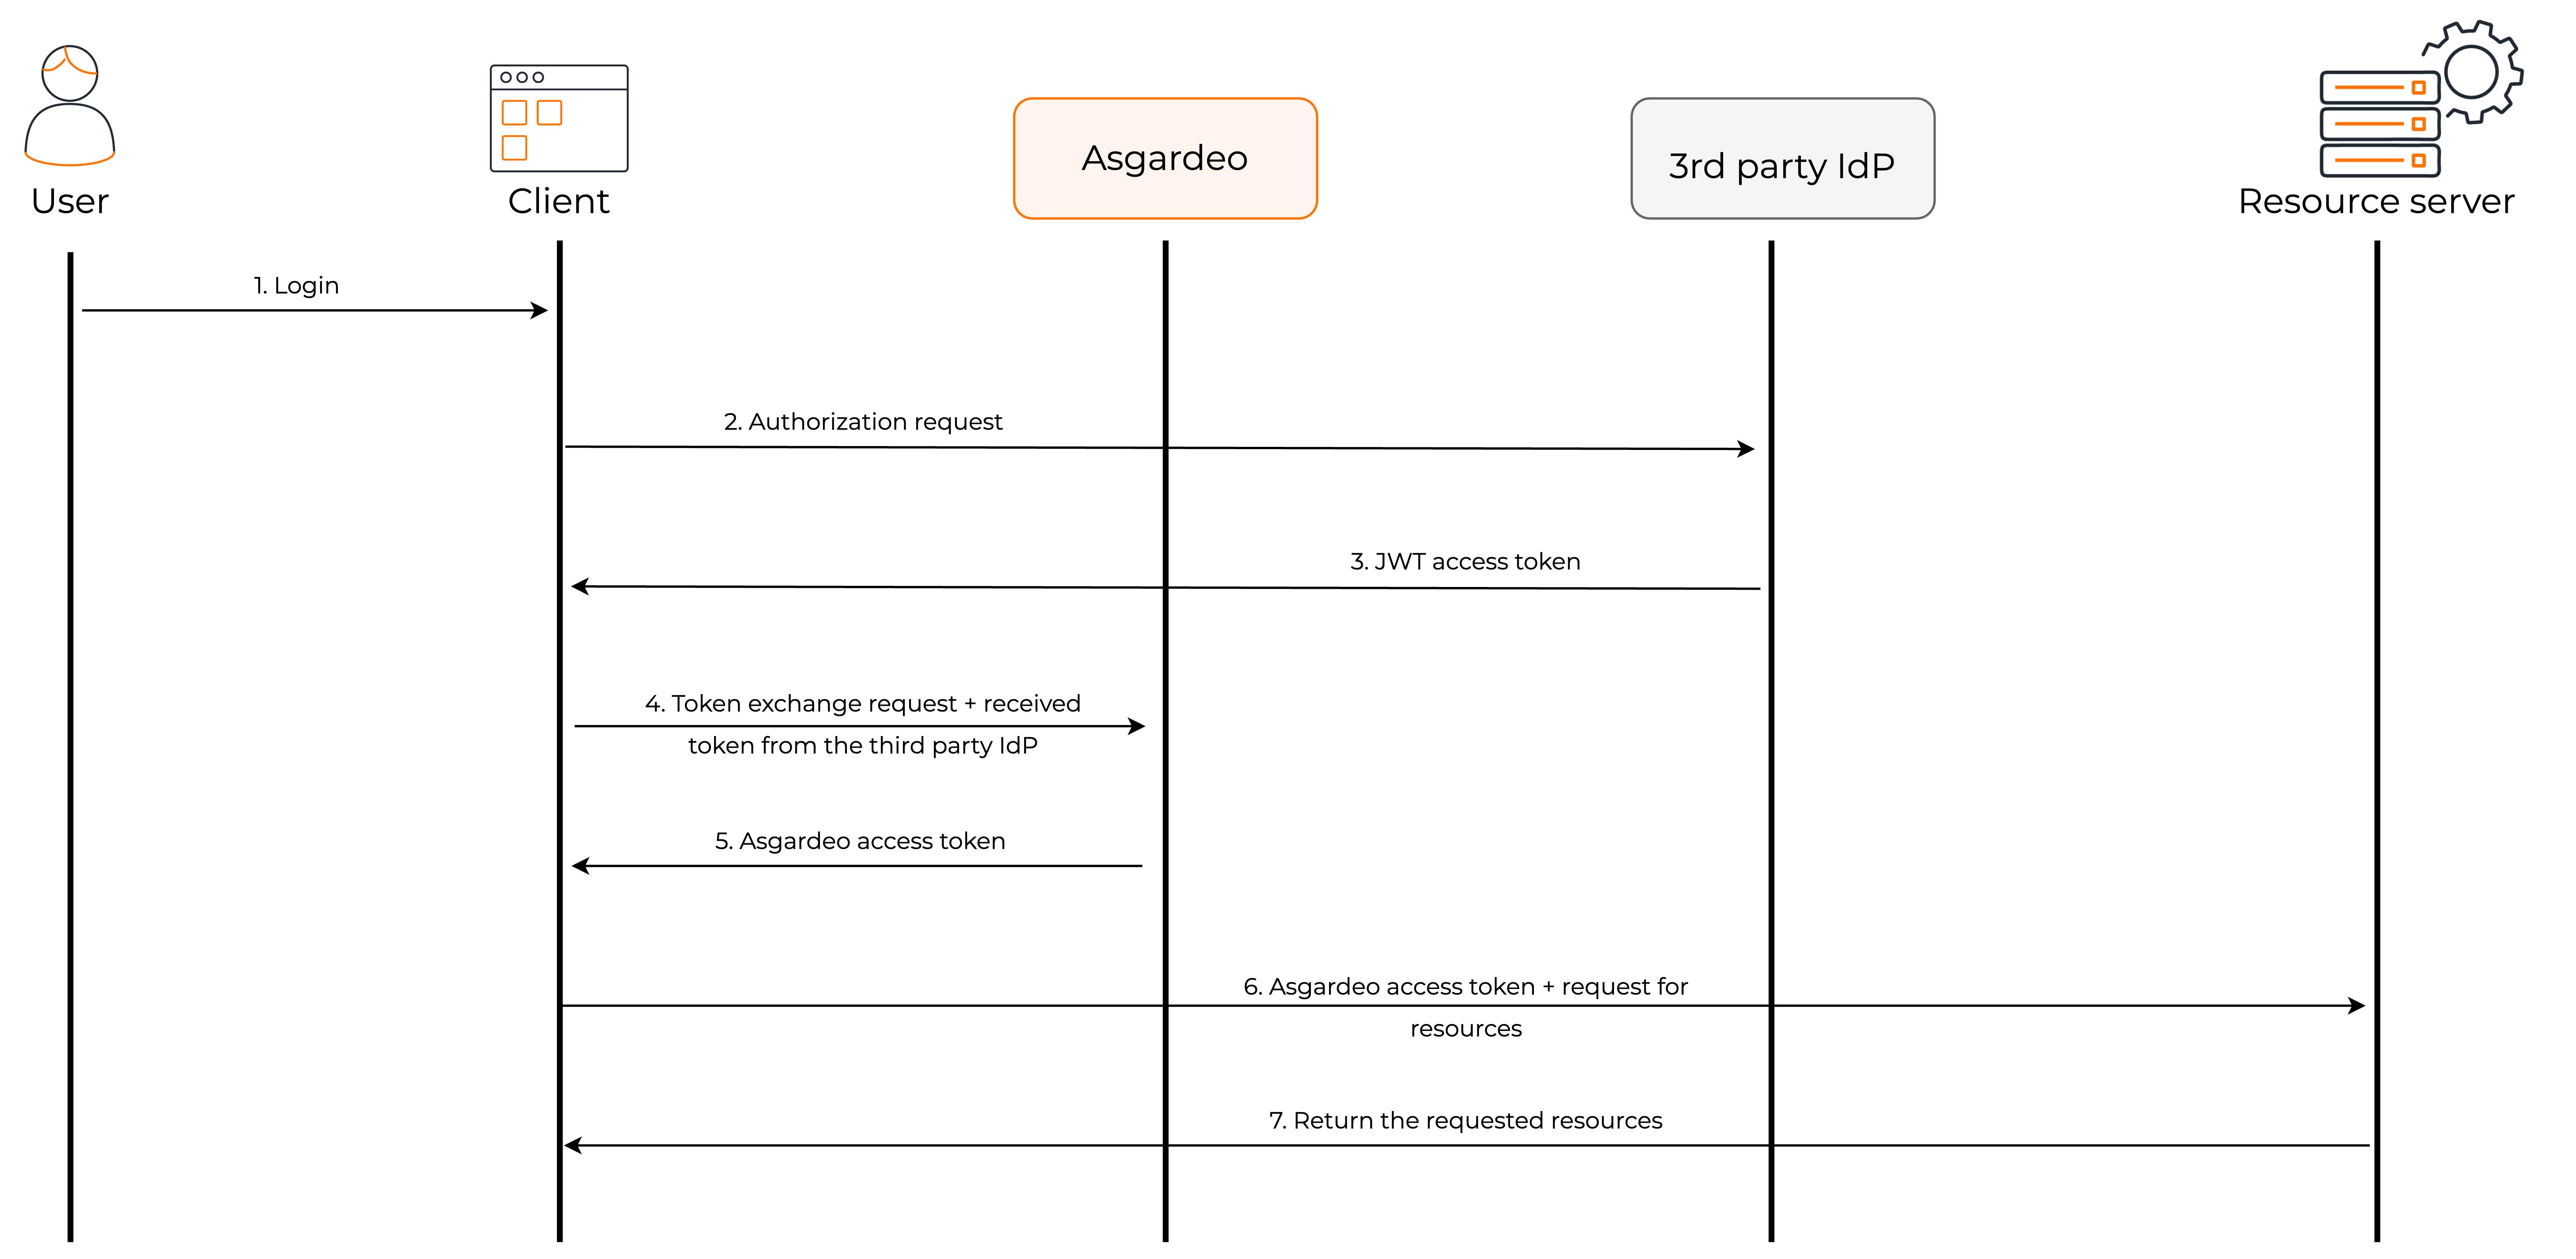 User
Client
Asgardeo
3rd party IdP
Resource server
1. Login
2. Authorization request
3. JWT access token
4. Token exchange request + received
token from the third party IdP
5. Asgardeo access token
6. Asgardeo access token + request for
resources
7. Return the requested resources